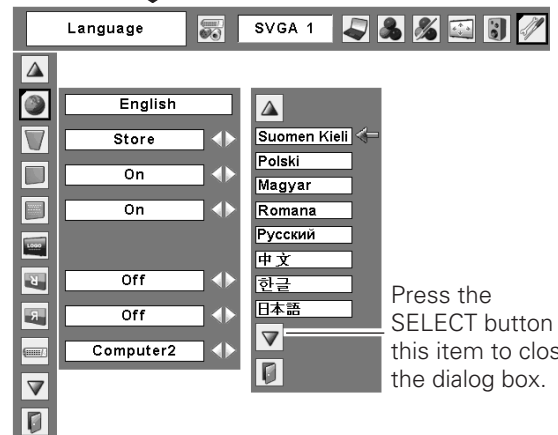 Language
SVGA 1
English
Store
On
On
Off
Off
Computer2
Suomen Kieli
Polski
Magyar
Romana
Русский
中文
한글
日本語
Press the
SELECT button
this item to clos
the dialog box.
LOGO
R
R